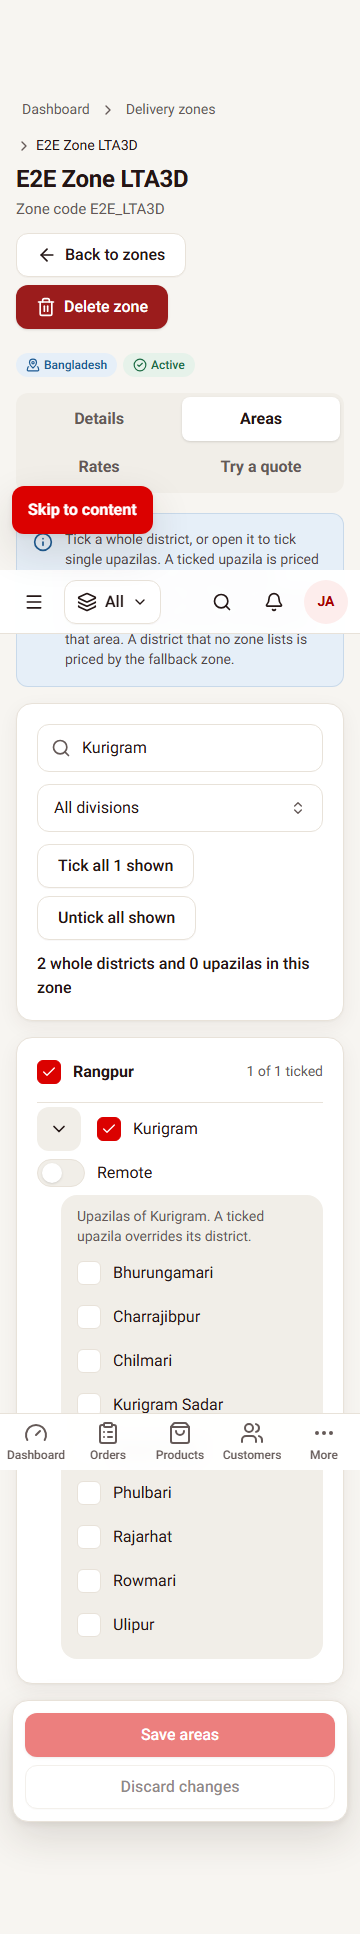 Dashboard > Delivery zones
> E2E Zone LTA3D
E2E Zone LTA3D
Zone code E2E_LTA3D
Back to zones
Delete zone
Bangladesh Active
Details Areas
Rates Try a quote
Skip to content
Tick a whole district, or open it to tick
single upazilas. A ticked upazila is priced
All JA
that area. A district that no zone lists is
priced by the fallback zone.
Kurigram
All divisions
Tick all 1 shown
Untick all shown
2 whole districts and 0 upazilas in this
zone
Rangpur 1 of 1 ticked
Kurigram
Remote
Upazilas of Kurigram. A ticked
upazila overrides its district.
Bhurungamari
Charrajibpur
Chilmari
Kurigram Sadar
Dashboard Orders Products Customers More
Phulbari
Rajarhat
Rowmari
Ulipur
Save areas
Discard changes